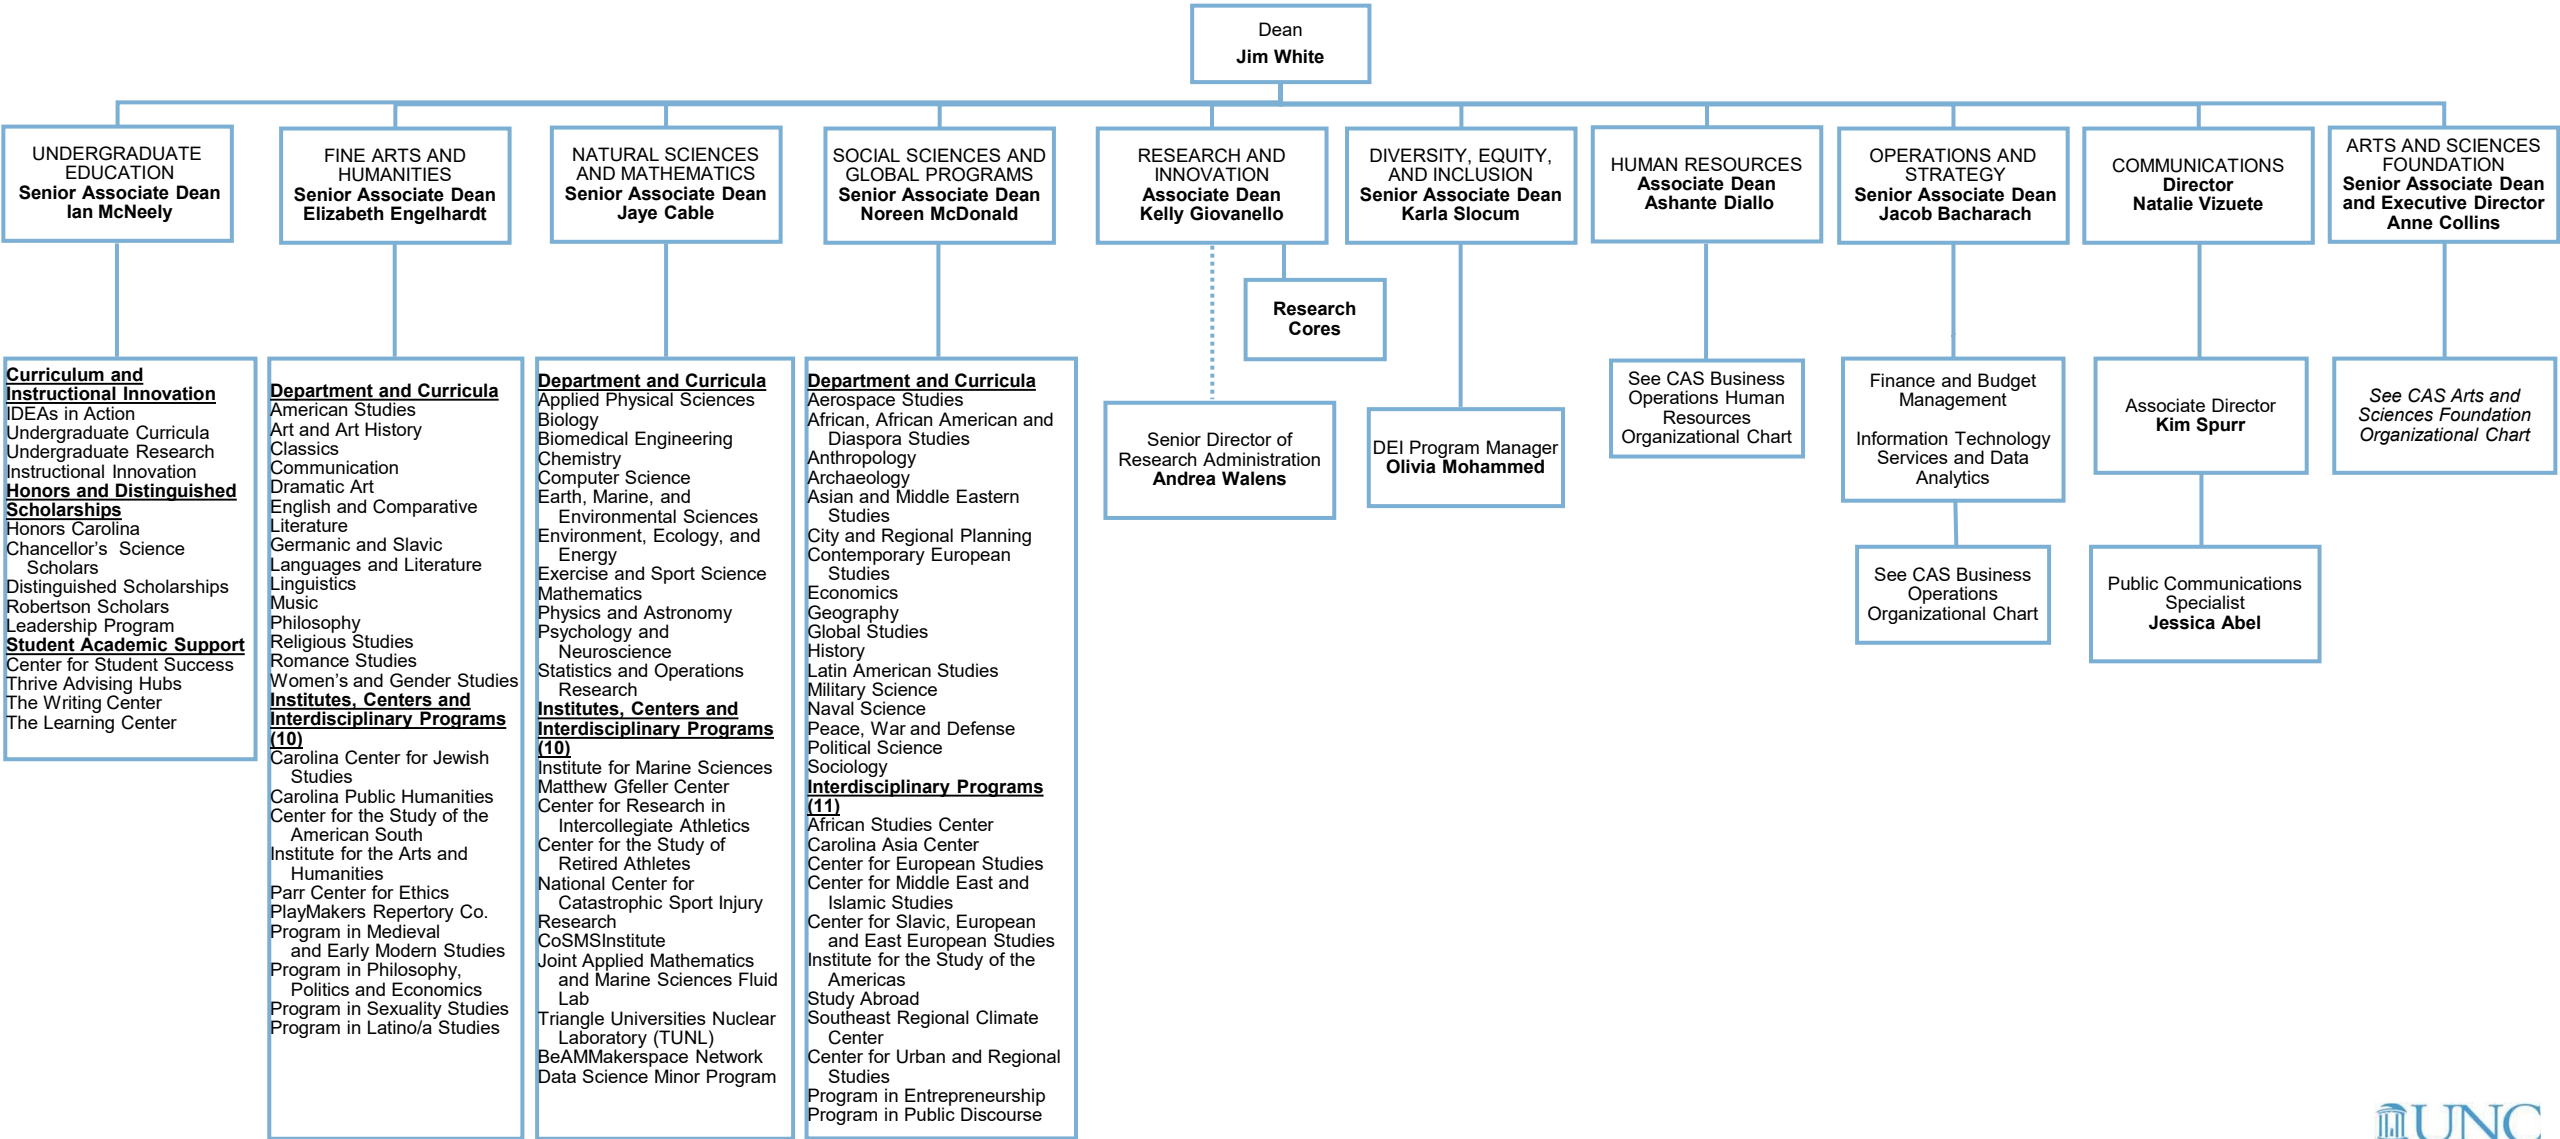 Dean
Jim White
UNDERGRADUATE
EDUCATION
Senior Associate Dean
Ian McNeely
FINE ARTS AND
HUMANITIES
Senior Associate Dean
Elizabeth Engelhardt
NATURAL SCIENCES
AND MATHEMATICS
Senior Associate Dean
Jaye Cable
SOCIAL SCIENCES AND
GLOBAL PROGRAMS
Senior Associate Dean
Noreen McDonald
RESEARCH AND
INNOVATION
Associate Dean
Kelly Giovanello
DIVERSITY, EQUITY,
AND INCLUSION
Senior Associate Dean
Karla Slocum
HUMAN RESOURCES
Associate Dean
Ashante Diallo
OPERATIONS AND
STRATEGY
Senior Associate Dean
Jacob Bacharach
COMMUNICATIONS
Director
Natalie Vizuete
ARTS AND SCIENCES
FOUNDATION
Senior Associate Dean
and Executive Director
Anne Collins
Research
Cores
Curriculum and
Instructional Innovation
IDEAs in Action
Undergraduate Curricula
Undergraduate Research
Instructional Innovation
Honors and Distinguished
Scholarships
Honors Carolina
Chancellor's Science
Scholars
Distinguished Scholarships
Robertson Scholars
Leadership Program
Student Academic Support
Center for Student Success
Thrive Advising Hubs
The Writing Center
The Learning Center
Department and Curricula
American Studies
Art and Art History
Classics
Communication
Dramatic Art
English and Comparative
Literature
Germanic and Slavic
Languages and Literature
Linguistics
Music
Philosophy
Religious Studies
Romance Studies
Women's and Gender Studies
Institutes, Centers and
Interdisciplinary Programs
(10)
Carolina Center for Jewish
Studies
Carolina Public Humanities
Center for the Study of the
American South
Institute for the Arts and
Humanities
Parr Center for Ethics
PlayMakers Repertory Co.
Program in Medieval
and Early Modern Studies
Program in Philosophy,
Politics and Economics
Program in Sexuality Studies
Program in Latino/a Studies
Department and Curricula
Applied Physical Sciences
Biology
Biomedical Engineering
Chemistry
Computer Science
Earth, Marine, and
Environmental Sciences
Environment, Ecology, and
Energy
Exercise and Sport Science
Mathematics
Physics and Astronomy
Psychology and
Neuroscience
Statistics and Operations
Research
Institutes, Centers and
Interdisciplinary Programs
(10)
Institute for Marine Sciences
Matthew Gfeller Center
Center for Research in
Intercollegiate Athletics
Center for the Study of
Retired Athletes
National Center for
Catastrophic Sport Injury
Research
CoSMSInstitute
Joint Applied Mathematics
and Marine Sciences Fluid
Lab
Triangle Universities Nuclear
Laboratory (TUNL)
BeAMMakerspace Network
Data Science Minor Program
Department and Curricula
Aerospace Studies
African, African American and
Diaspora Studies
Anthropology
Archaeology
Asian and Middle Eastern
Studies
City and Regional Planning
Contemporary European
Studies
Economics
Geography
Global Studies
History
Latin American Studies
Military Science
Naval Science
Peace, War and Defense
Political Science
Sociology
Interdisciplinary Programs
(11)
African Studies Center
Carolina Asia Center
Center for European Studies
Center for Middle East and
Islamic Studies
Center for Slavic, European
and East European Studies
Institute for the Study of the
Americas
Study Abroad
Southeast Regional Climate
Center
Center for Urban and Regional
Studies
Program in Entrepreneurship
Program in Public Discourse
Senior Director of
Research Administration
Andrea Walens
DEI Program Manager
Olivia Mohammed
See CAS Business
Operations Human
Resources
Organizational Chart
Finance and Budget
Management
Information Technology
Services and Data
Analytics
See CAS Business
Operations
Organizational Chart
Associate Director
Kim Spurr
Public Communications
Specialist
Jessica Abel
See CAS Arts and
Sciences Foundation
Organizational Chart
UNC